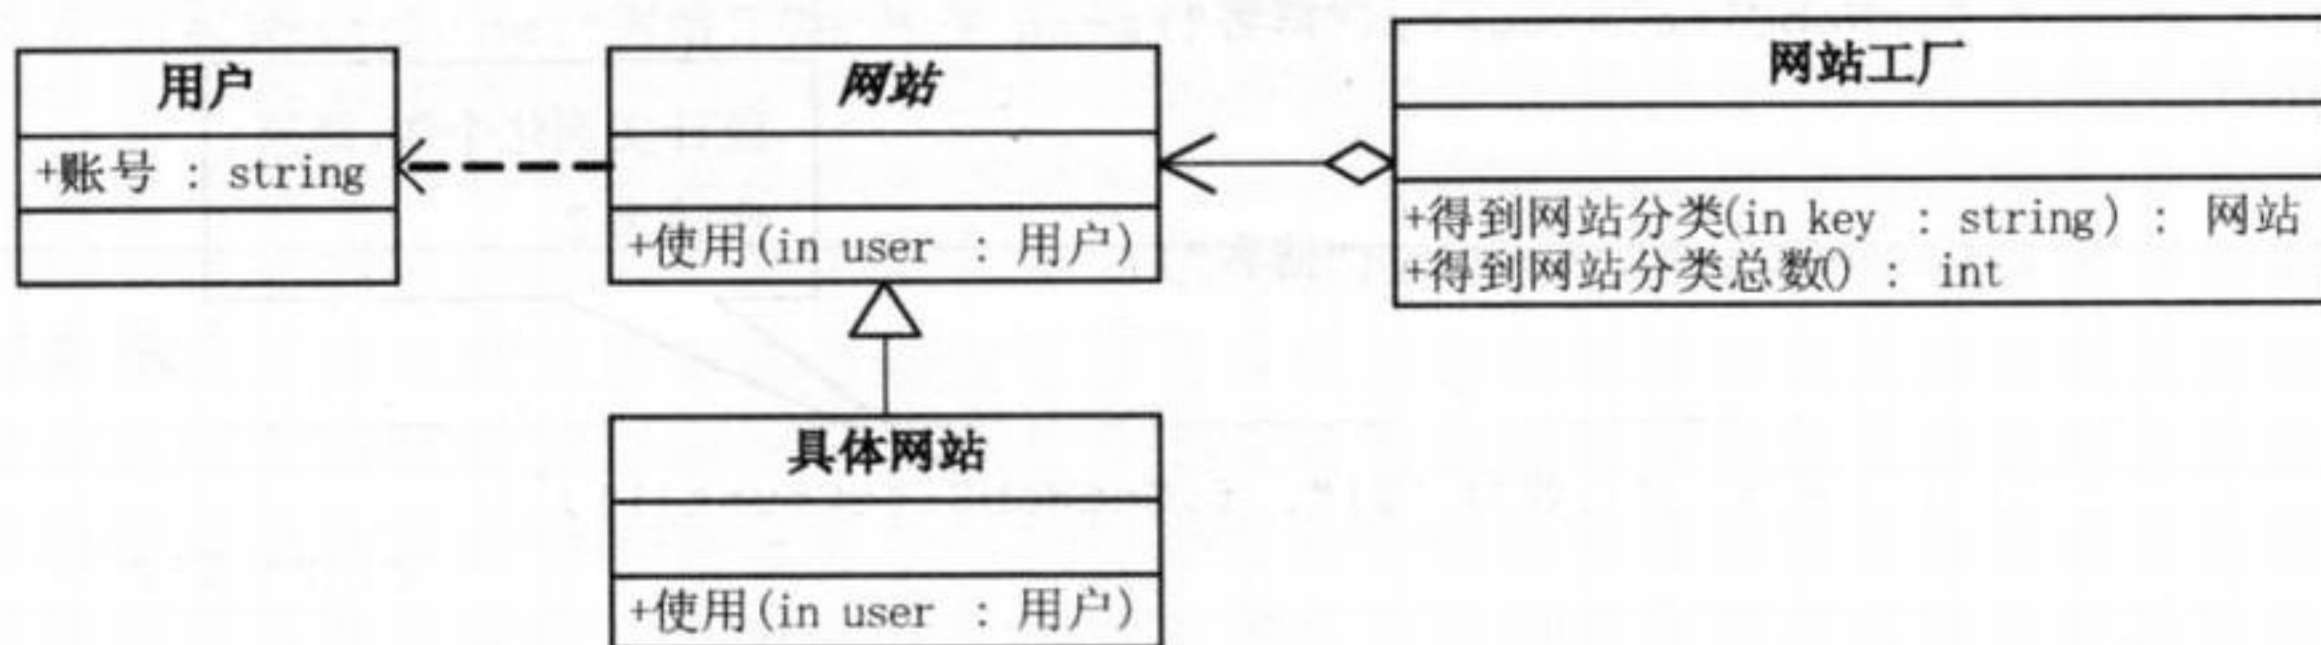 用户
+账号 : string
网站
+使用(in user : 用户)
网站工厂
+得到网站分类(in key : string) : 网站
+得到网站分类总数() : int
具体网站
+使用(in user : 用户)